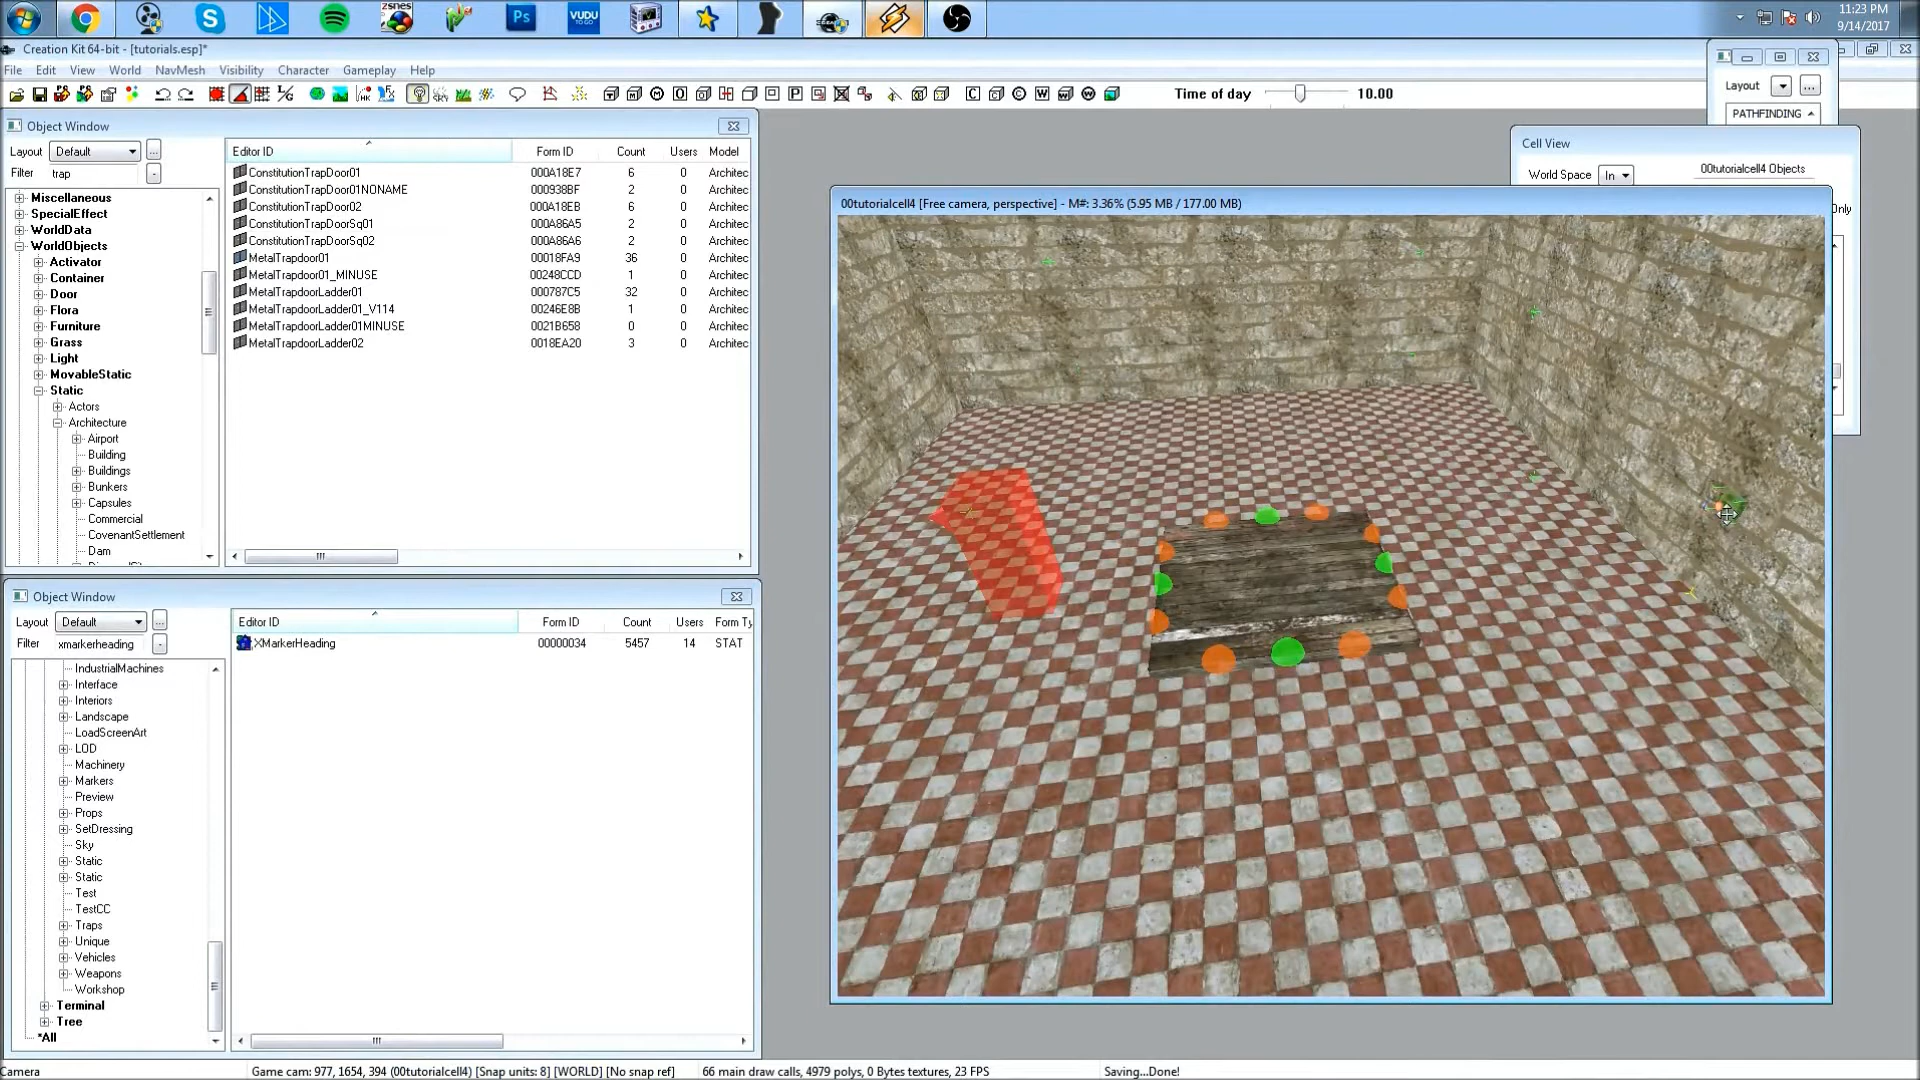 zsnes
Ps
VUDU
TO GO
11:23 PM
9/14/2017
Creation Kit 64-bit - [tutorials.esp]*
File Edit View World NavMesh Visibility Character Gameplay Help
Time of day 10.00
Layout
PATHFINDING
Object Window
Layout Default ...
Filter trap -
Miscellaneous
SpecialEffect
WorldData
WorldObjects
Activator
Container
Door
Flora
Furniture
Grass
Light
MovableStatic
Static
Actors
Architecture
Airport
Building
Buildings
Bunkers
Capsules
Commercial
CovenantSettlement
Dam
Editor ID Form ID Count Users Model
ConstitutionTrapDoor01 000A18E7 6 0 Architec
ConstitutionTrapDoor01NONAME 000938BF 2 0 Architec
ConstitutionTrapDoor02 000A18EB 6 0 Architec
ConstitutionTrapDoorSq01 000A86A5 2 0 Architec
ConstitutionTrapDoorSq02 000A86A6 2 0 Architec
MetalTrapdoor01 00018FA9 36 0 Architec
MetalTrapdoor01_MINUSE 00248CCD 1 0 Architec
MetalTrapdoorLadder01 000787C5 32 0 Architec
MetalTrapdoorLadder01_V114 00246E8B 1 0 Architec
MetalTrapdoorLadder01MINUSE 0021B658 0 0 Architec
MetalTrapdoorLadder02 0018EA20 3 0 Architec
Cell View
World Space In 00tutorialcell4 Objects
Only
00tutorialcell4 [Free camera, perspective] - M#: 3.36% (5.95 MB / 177.00 MB)
Object Window
Layout Default ...
Filter xmarkerheading -
IndustrialMachines
Interface
Interiors
Landscape
LoadScreenArt
LOD
Machinery
Markers
Preview
Props
SetDressing
Sky
Static
Static
Test
TestCC
Traps
Unique
Vehicles
Weapons
Workshop
Terminal
Tree
*All
Editor ID Form ID Count Users Form Ty
XMarkerHeading 00000034 5457 14 STAT
Camera Game cam: 977, 1654, 394 (00tutorialcell4) [Snap units: 8] [WORLD] [No snap ref] 66 main draw calls, 4979 polys, 0 Bytes textures, 23 FPS Saving...Done!